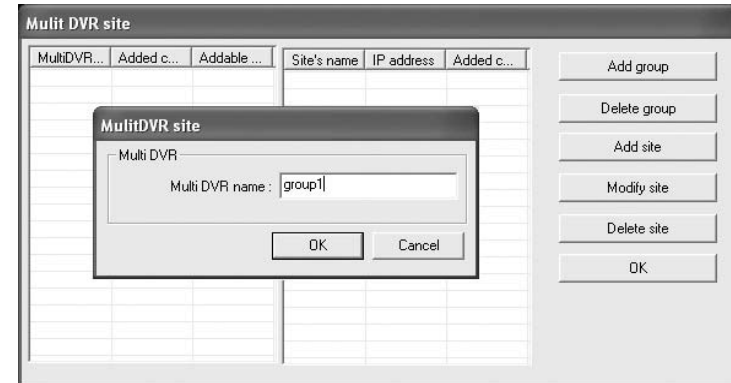 Mulit DVR site
MultiDVR... Added c... Addable ... Site's name IP address Added c...
Add group
Delete group
MulitDVR site
Add site
Multi DVR
Multi DVR name : group1
Modify site
Delete site
OK Cancel
OK